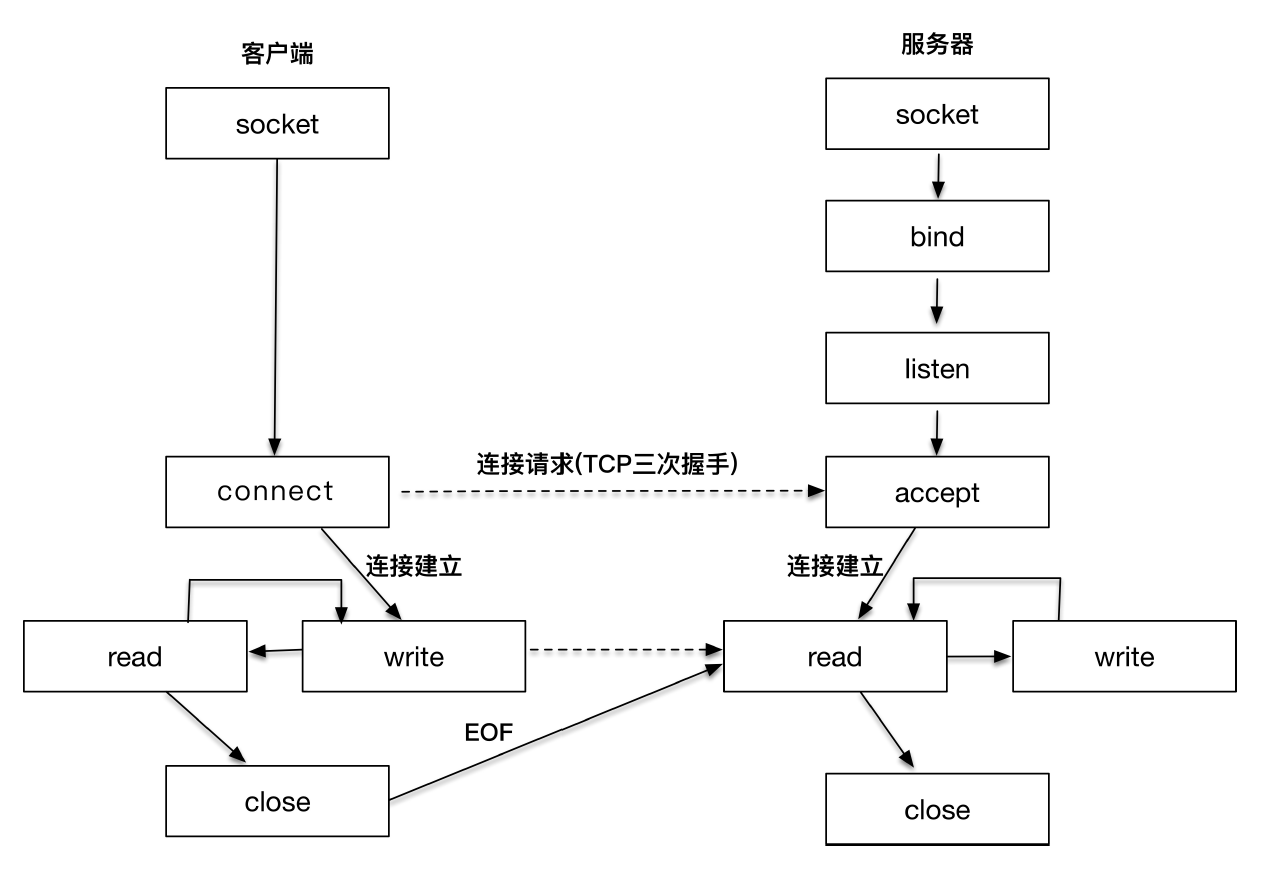 客户端
服务器
socket
socket
bind
listen
connect
连接请求(TCP三次握手)
accept
连接建立
连接建立
read
write
read
write
EOF
close
close